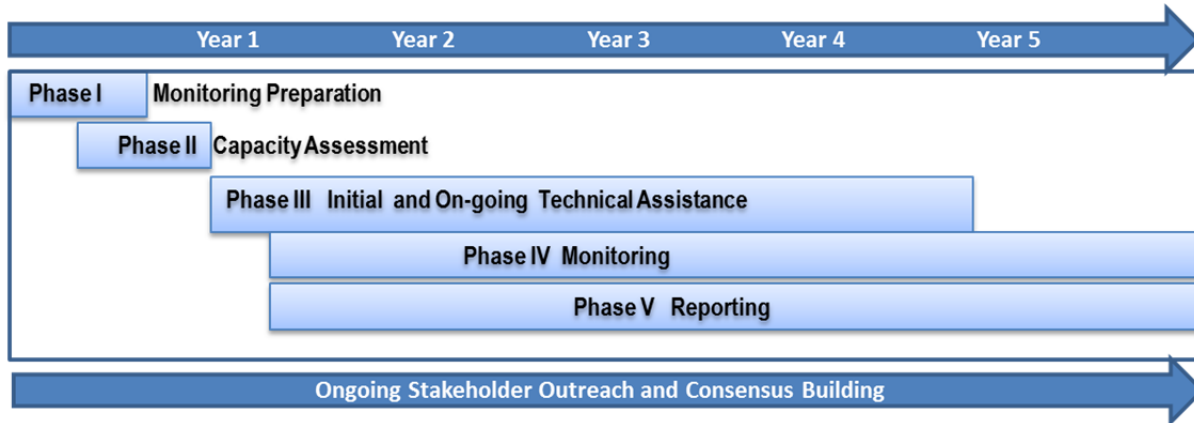 Year 1 Year 2 Year 3 Year 4 Year 5
Phase I Monitoring Preparation
Phase II Capacity Assessment
Phase III Initial and On-going Technical Assistance
Phase IV Monitoring
Phase V Reporting
Ongoing Stakeholder Outreach and Consensus Building